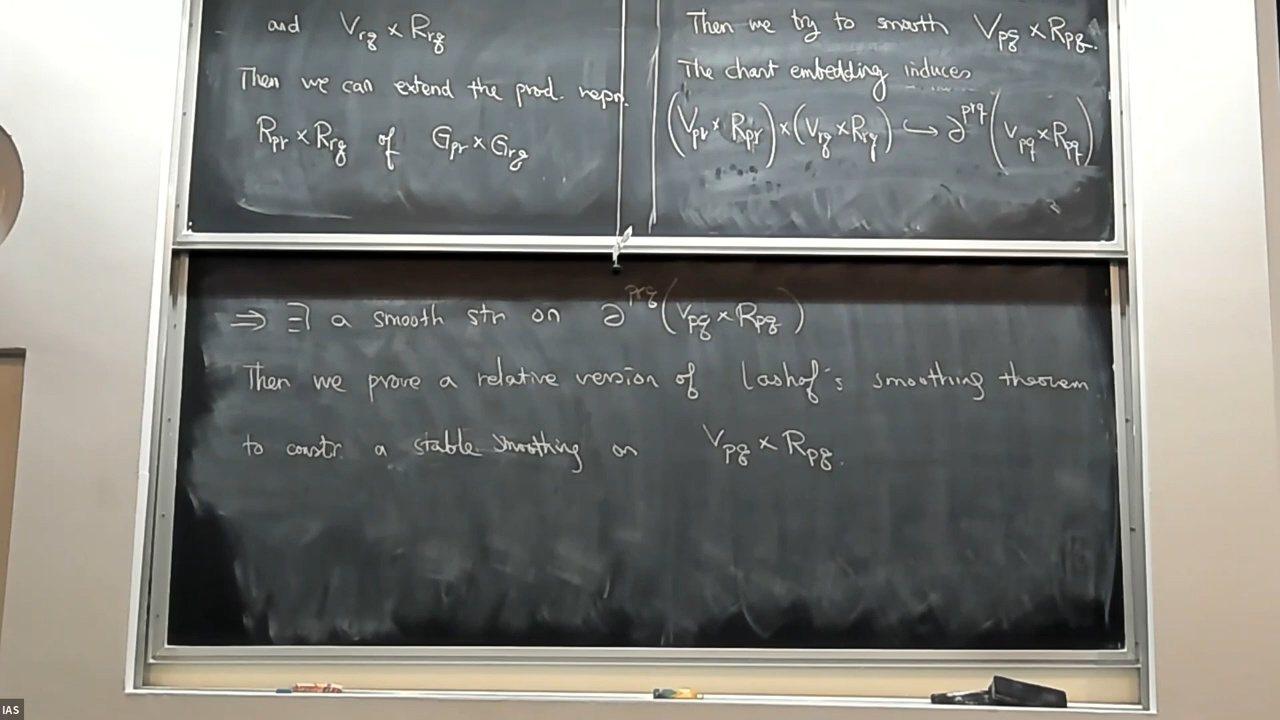 and V_{rq} × R_{rq}
Then we can extend the prod. repn.
R_{pr} × R_{rq} of G_{pr} × G_{rq}
Then we try to smooth V_{pq} × R_{pq}.
The chart embedding induces
(V_{pr} × R_{pr}) × (V_{rq} × R_{rq}) ↪ ∂^{prq}(V_{pq} × R_{pq})
⇒ ∃ a smooth str on ∂^{prq}(V_{pq} × R_{pq})
Then we prove a relative version of Lashof's smoothing theorem
to constr. a stable smoothing on V_{pq} × R_{pq}.
IAS